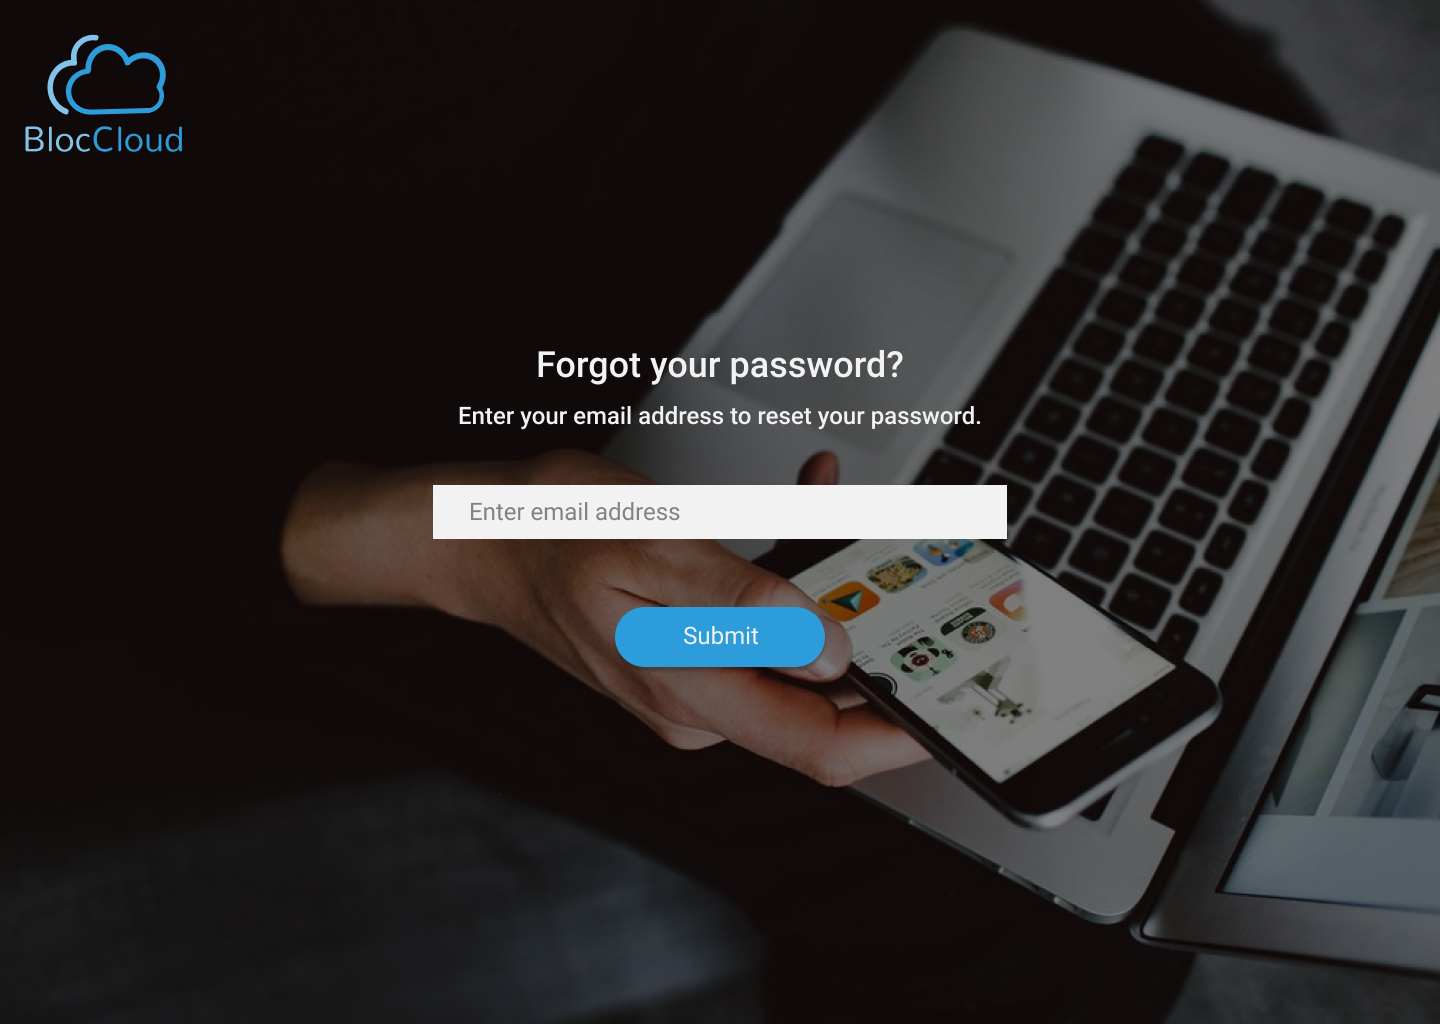 BlocCloud
Forgot your password?
Enter your email address to reset your password.
Enter email address
Submit